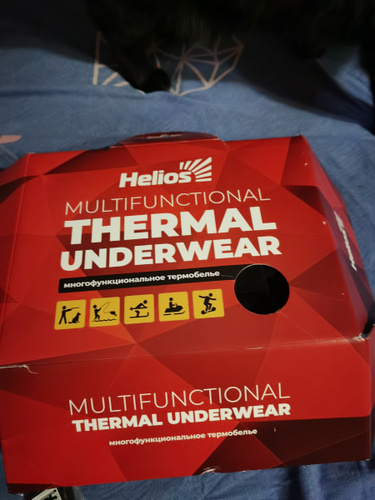 Helios
MULTIFUNCTIONAL
THERMAL
UNDERWEAR
многофункциональное термобелье
MULTIFUNCTIONAL
THERMAL UNDERWEAR
многофункциональное термобелье